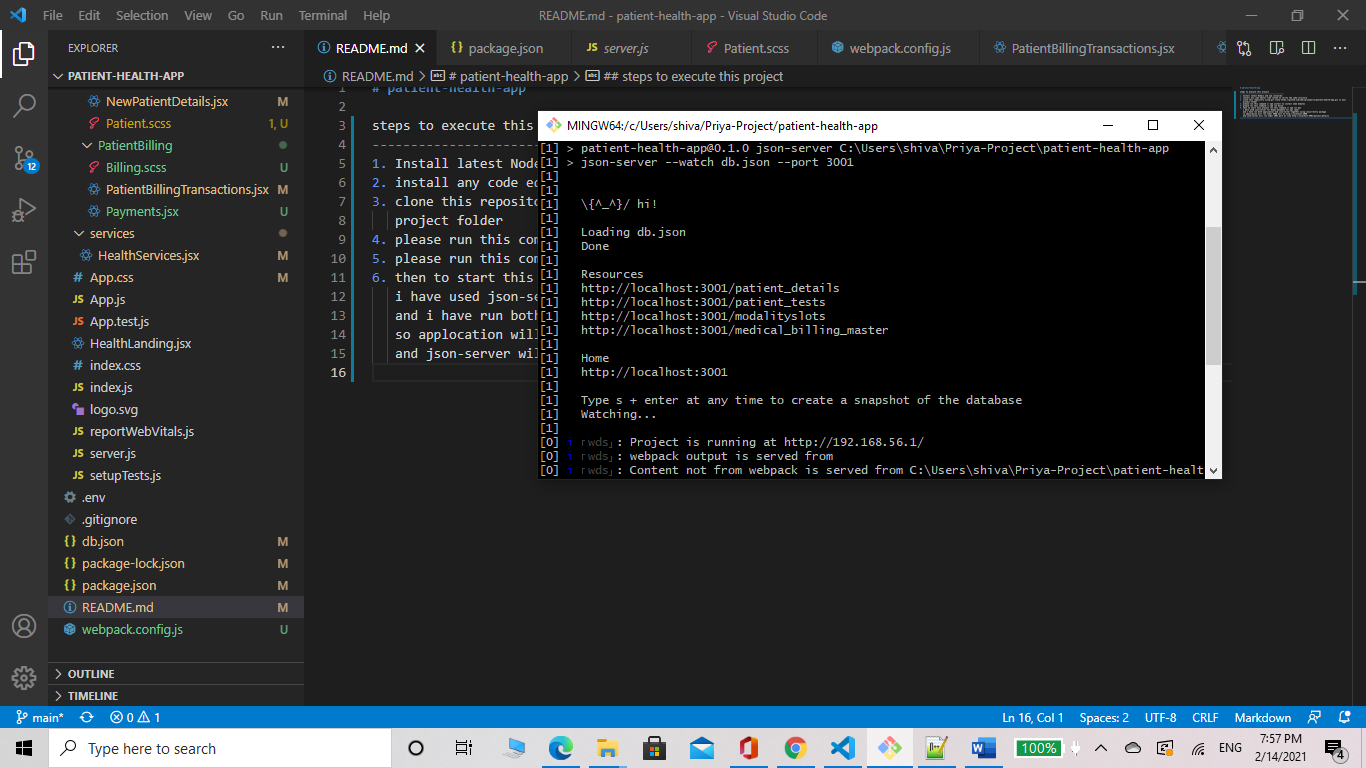 File Edit Selection View Go Run Terminal Help README.md - patient-health-app - Visual Studio Code
EXPLORER
README.md
package.json
server.js
Patient.scss
webpack.config.js
PatientBillingTransactions.jsx
PATIENT-HEALTH-APP
README.md > # patient-health-app > ## steps to execute this project
NewPatientDetails.jsx M
Patient.scss 1, U
PatientBilling
Billing.scss U
PatientBillingTransactions.jsx M
Payments.jsx U
services
HealthServices.jsx M
App.css M
App.js
App.test.js
HealthLanding.jsx
index.css
index.js
logo.svg
reportWebVitals.js
server.js
setupTests.js
.env
.gitignore
db.json M
package-lock.json M
package.json M
README.md M
webpack.config.js U
OUTLINE
TIMELINE
1 # patient-health-app
2
3 steps to execute this
4 ---------------------
5 1. Install latest Node
6 2. install any code
7 3. clone this
8 project folder
9 4. please run this
10 5. please run this
11 6. then to start this
12 i have used
13 and i have run both
14 so applocation will
15 and json-server
16
MINGW64:/c/Users/shiva/Priya-Project/patient-health-app
[1] > patient-health-app@0.1.0 json-server C:\Users\shiva\Priya-Project\patient-health-app
[1] > json-server --watch db.json --port 3001
[1]
[1]
[1] \{^_^}/ hi!
[1]
[1] Loading db.json
[1] Done
[1]
[1] Resources
[1] http://localhost:3001/patient_details
[1] http://localhost:3001/patient_tests
[1] http://localhost:3001/modalityslots
[1] http://localhost:3001/medical_billing_master
[1]
[1] Home
[1] http://localhost:3001
[1]
[1] Type s + enter at any time to create a snapshot of the database
[1] Watching...
[1]
[0] i ｢wds｣: Project is running at http://192.168.56.1/
[0] i ｢wds｣: webpack output is served from
[0] i ｢wds｣: Content not from webpack is served from C:\Users\shiva\Priya-Project\patient-healt
12
main* 0 1 Ln 16, Col 1 Spaces: 2 UTF-8 CRLF Markdown
Type here to search
100%
ENG
7:57 PM
2/14/2021
4